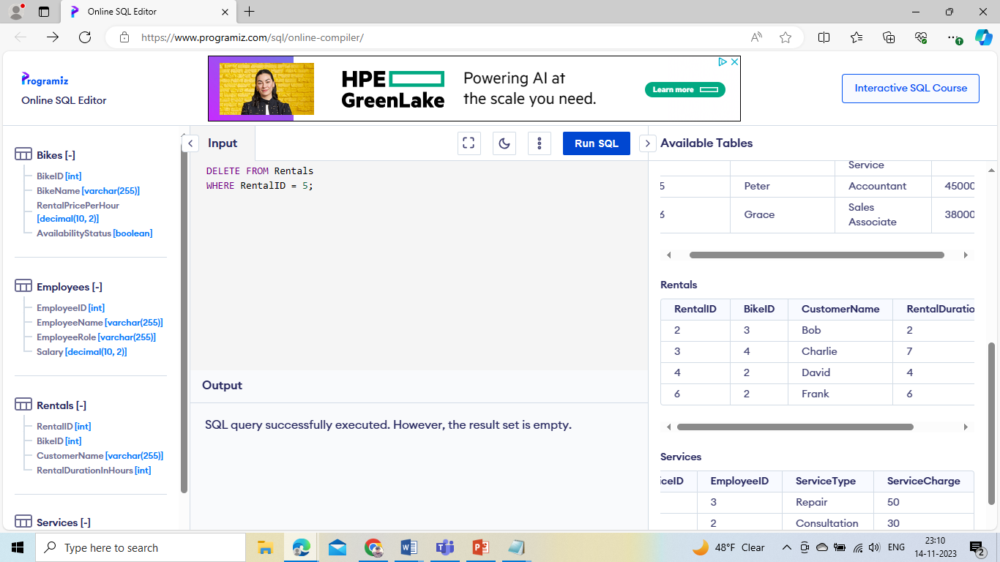 Online SQL Editor
https://www.programiz.com/sql/online-compiler/
Programiz
Online SQL Editor
HPE
GreenLake
Powering AI at
the scale you need.
Learn more
Interactive SQL Course
Bikes [-]
BikeID [int]
BikeName [varchar(255)]
RentalPricePerHour
[decimal(10, 2)]
AvailabilityStatus [boolean]
Employees [-]
EmployeeID [int]
EmployeeName [varchar(255)]
EmployeeRole [varchar(255)]
Salary [decimal(10, 2)]
Rentals [-]
RentalID [int]
BikeID [int]
CustomerName [varchar(255)]
RentalDurationInHours [int]
Services [-]
Input
Run SQL
DELETE FROM Rentals
WHERE RentalID = 5;
Output
SQL query successfully executed. However, the result set is empty.
Available Tables
Service
5 Peter Accountant 45000
6 Grace Sales
Associate 38000
Rentals
RentalID BikeID CustomerName RentalDuratio
2 3 Bob 2
3 4 Charlie 7
4 2 David 4
6 2 Frank 6
Services
iceID EmployeeID ServiceType ServiceCharge
3 Repair 50
2 Consultation 30
Type here to search
48°F Clear
ENG
23:10
14-11-2023
2